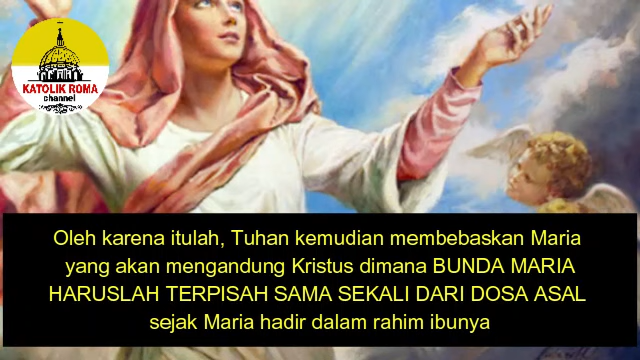 KATOLIK ROMA
channel
Oleh karena itulah, Tuhan kemudian membebaskan Maria
yang akan mengandung Kristus dimana BUNDA MARIA
HARUSLAH TERPISAH SAMA SEKALI DARI DOSA ASAL
sejak Maria hadir dalam rahim ibunya